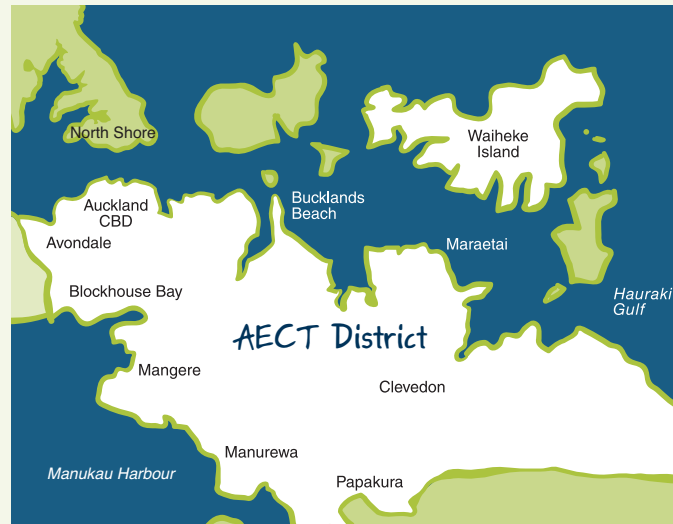 North Shore
Waiheke
Island
Bucklands
Beach
Auckland
CBD
Avondale
Maraetai
Blockhouse Bay
Hauraki
Gulf
AECT District
Mangere
Clevedon
Manurewa
Manukau Harbour
Papakura